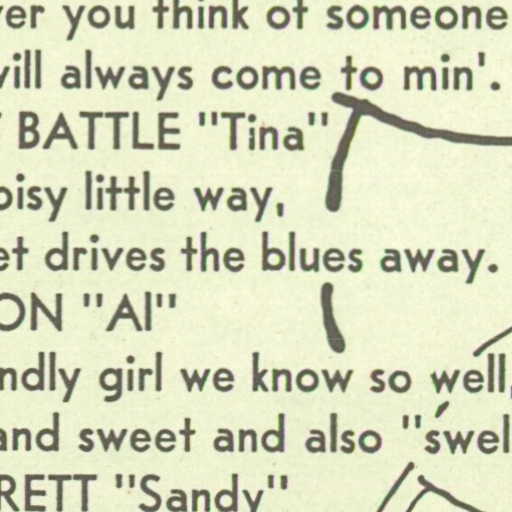 ver you think of someone
will always come to min'.
BATTLE "Tina"
oisy little way,
et drives the blues away.
ON "Al"
ndly girl we know so well,
and sweet and also "swel
RETT "Sandy"